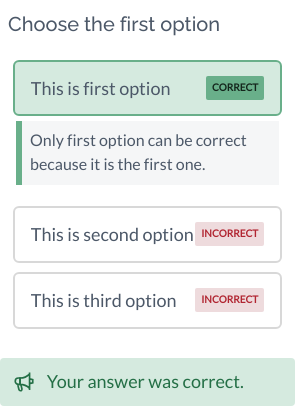 Choose the first option
This is first option CORRECT
Only first option can be correct
because it is the first one.
This is second option INCORRECT
This is third option INCORRECT
Your answer was correct.